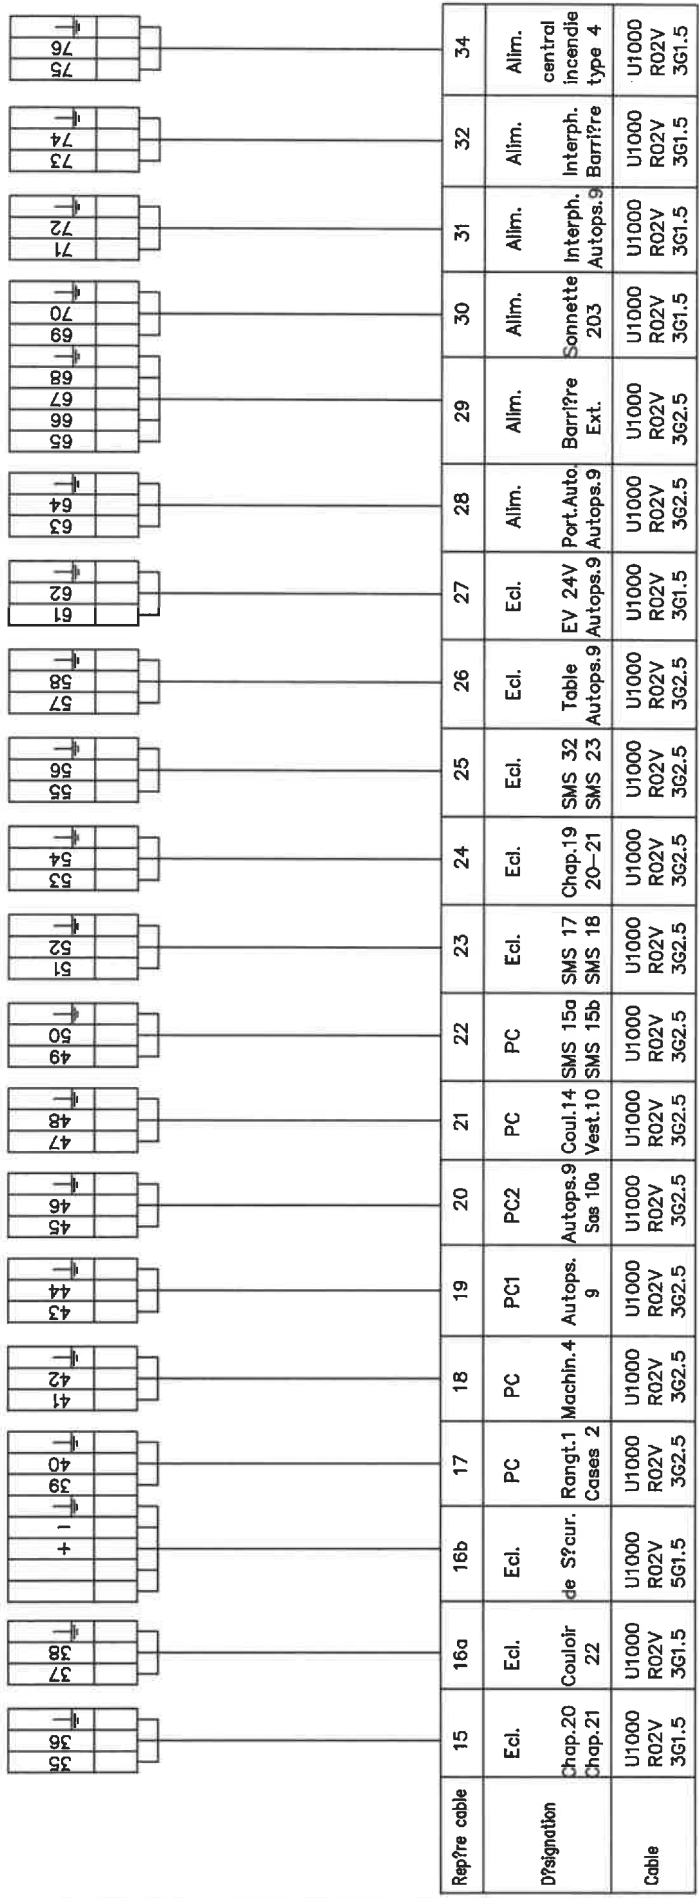 35 36
37 38
+ –
39 40
41 42
43 44
45 46
47 48
49 50
51 52
53 54
55 56
57 58
61 62
63 64
65 66 67 68
69 70
71 72
73 74
75 76
Rep?re cable
15
16a
16b
17
18
19
20
21
22
23
24
25
26
27
28
29
30
31
32
34
D?signation
Ecl.
Chap.20
Chap.21
Ecl.
Couloir
22
Ecl.
de S?cur.
PC
Rangt.1
Cases 2
PC
Machin.4
PC1
Autops.
9
PC2
Autops.9
Sas 10a
PC
Coul.14
Vest.10
PC
SMS 15a
SMS 15b
Ecl.
SMS 17
SMS 18
Ecl.
Chap.19
20-21
Ecl.
SMS 32
SMS 23
Ecl.
Table
Autops.9
Ecl.
EV 24V
Autops.9
Alim.
Port.Auto.
Autops.9
Alim.
Barri?re
Ext.
Alim.
Sonnette
203
Alim.
Interph.
Autops.9
Alim.
Interph.
Barri?re
Alim.
central
incendie
type 4
Cable
U1000
R02V
3G1.5
U1000
R02V
3G1.5
U1000
R02V
5G1.5
U1000
R02V
3G2.5
U1000
R02V
3G2.5
U1000
R02V
3G2.5
U1000
R02V
3G2.5
U1000
R02V
3G2.5
U1000
R02V
3G2.5
U1000
R02V
3G2.5
U1000
R02V
3G2.5
U1000
R02V
3G2.5
U1000
R02V
3G2.5
U1000
R02V
3G1.5
U1000
R02V
3G2.5
U1000
R02V
3G2.5
U1000
R02V
3G1.5
U1000
R02V
3G1.5
U1000
R02V
3G1.5
U1000
R02V
3G1.5